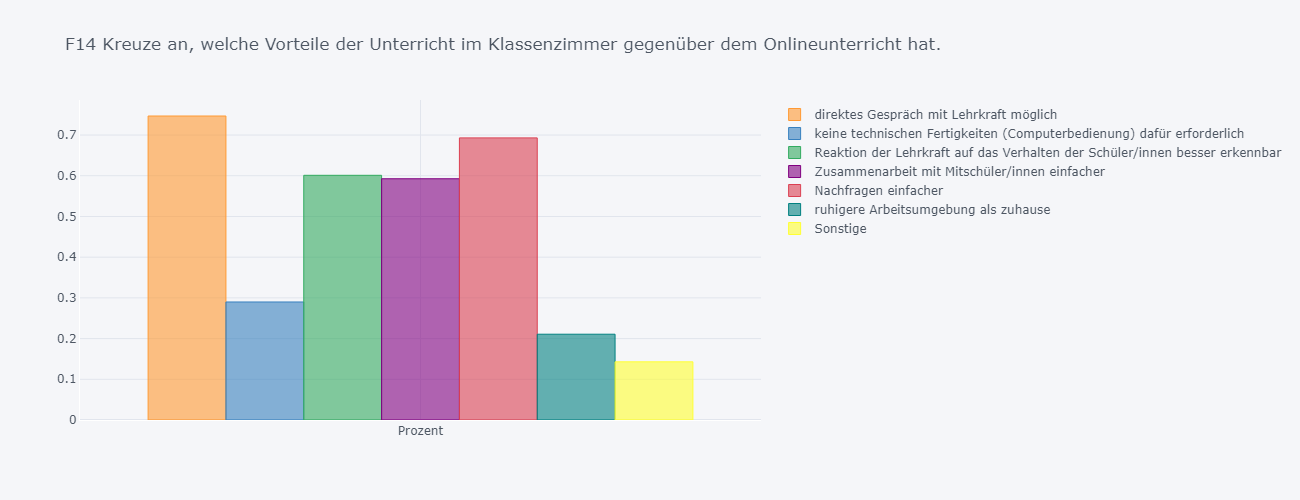 F14 Kreuze an, welche Vorteile der Unterricht im Klassenzimmer gegenüber dem Onlineunterricht hat.
direktes Gespräch mit Lehrkraft möglich
keine technischen Fertigkeiten (Computerbedienung) dafür erforderlich
Reaktion der Lehrkraft auf das Verhalten der Schüler/innen besser erkennbar
Zusammenarbeit mit Mitschüler/innen einfacher
Nachfragen einfacher
ruhigere Arbeitsumgebung als zuhause
Sonstige
0.7
0.6
0.5
0.4
0.3
0.2
0.1
0
Prozent